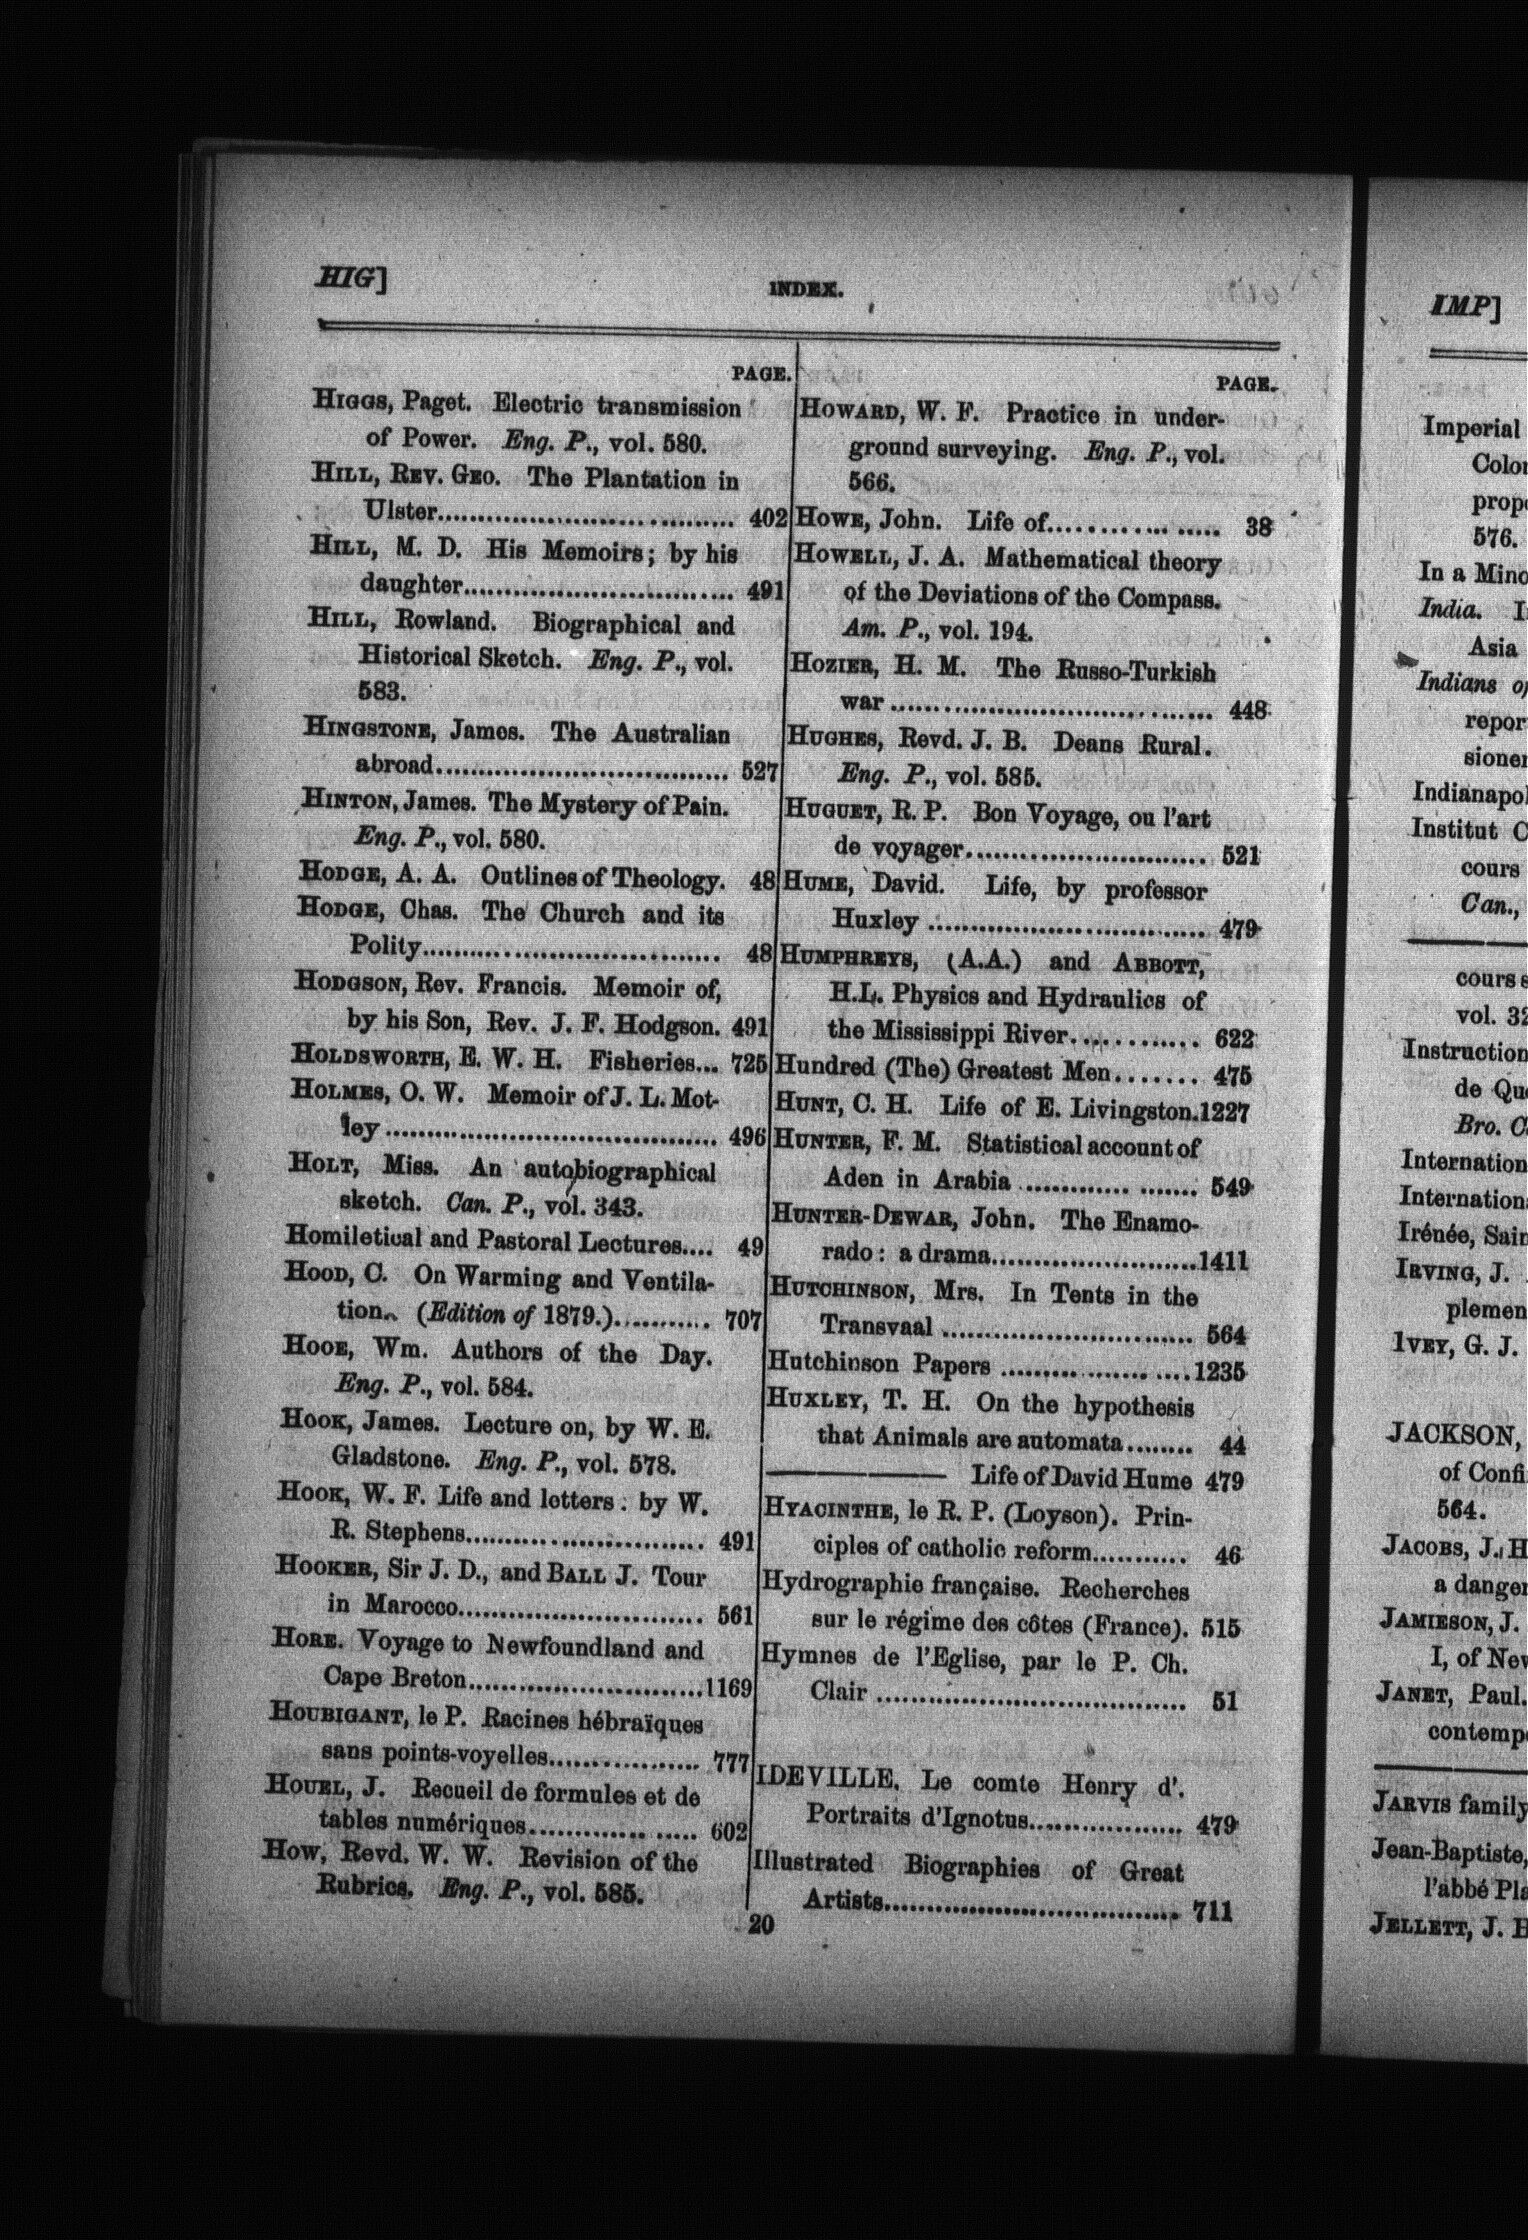 HIG]
INDEX.
PAGE.
HIGGS, Paget. Electric transmission
of Power. Eng. P., vol. 580.
HILL, REV. GEO. The Plantation in
Ulster.................................. 402
HILL, M. D. His Memoirs; by his
daughter................................ 491
HILL, Rowland. Biographical and
Historical Sketch. Eng. P., vol.
583.
HINGSTONE, James. The Australian
abroad.................................. 527
HINTON, James. The Mystery of Pain.
Eng. P., vol. 580.
HODGE, A. A. Outlines of Theology. 48
HODGE, Chas. The Church and its
Polity................................... 48
HODGSON, Rev. Francis. Memoir of,
by his Son, Rev. J. F. Hodgson. 491
HOLDSWORTH, E. W. H. Fisheries... 725
HOLMES, O. W. Memoir of J. L. Mot-
ley ...................................... 496
HOLT, Miss. An autobiographical
sketch. Can. P., vol. 343.
Homiletical and Pastoral Lectures.... 49
HOOD, C. On Warming and Ventila-
tion.. (Edition of 1879.)........... 707
HOOE, Wm. Authors of the Day.
Eng. P., vol. 584.
HOOK, James. Lecture on, by W. E.
Gladstone. Eng. P., vol. 578.
HOOK, W. F. Life and letters: by W.
R. Stephens............................ 491
HOOKER, Sir J. D., and BALL J. Tour
in Marocco............................. 561
HORE. Voyage to Newfoundland and
Cape Breton...........................1169
HOUBIGANT, le P. Racines hébraïques
sans points-voyelles................. 777
HOUEL, J. Recueil de formules et de
tables numériques................... 602
HOW, Revd. W. W. Revision of the
Rubrics. Eng. P., vol. 585.
PAGE.
HOWARD, W. F. Practice in under-
ground surveying. Eng. P., vol.
566.
HOWE, John. Life of.................. 38
HOWELL, J. A. Mathematical theory
of the Deviations of the Compass.
Am. P., vol. 194.
HOZIER, H. M. The Russo-Turkish
war ..................................... 448
HUGHES, Revd. J. B. Deans Rural.
Eng. P., vol. 585.
HUGUET, R. P. Bon Voyage, ou l'art
de voyager............................ 521
HUME, David. Life, by professor
Huxley ................................ 479
HUMPHREYS, (A.A.) and ABBOTT,
H.L. Physics and Hydraulics of
the Mississippi River............. 622
Hundred (The) Greatest Men....... 475
HUNT, C. H. Life of E. Livingston.1227
HUNTER, F. M. Statistical account of
Aden in Arabia .................... 549
HUNTER-DEWAR, John. The Enamo-
rado: a drama........................1411
HUTCHINSON, Mrs. In Tents in the
Transvaal ............................. 564
Hutchinson Papers ....................1235
HUXLEY, T. H. On the hypothesis
that Animals are automata........ 44
———— Life of David Hume 479
HYACINTHE, le R. P. (Loyson). Prin-
ciples of catholic reform........... 46
Hydrographie française. Recherches
sur le régime des côtes (France). 515
Hymnes de l'Eglise, par le P. Ch.
Clair .................................... 51
IDEVILLE, Le comte Henry d'.
Portraits d'Ignotus.................. 479
Illustrated Biographies of Great
Artists.................................. 711
20
IMP]
Imperial
Color
prop
576.
In a Mino
India. I
Asia
Indians of
repor
sioner
Indianapol
Institut C
cours
Can.,
————
cours s
vol. 32
Instruction
de Qu
Bro. C
Internation
Internationa
Irénée, Sain
IRVING, J.
plemen
IVEY, G. J.
JACKSON,
of Confi
564.
JACOBS, J. H
a danger
JAMIESON, J.
I, of New
JANET, Paul.
contemp
————
JARVIS family
Jean-Baptiste,
l'abbé Pla
JELLETT, J. H